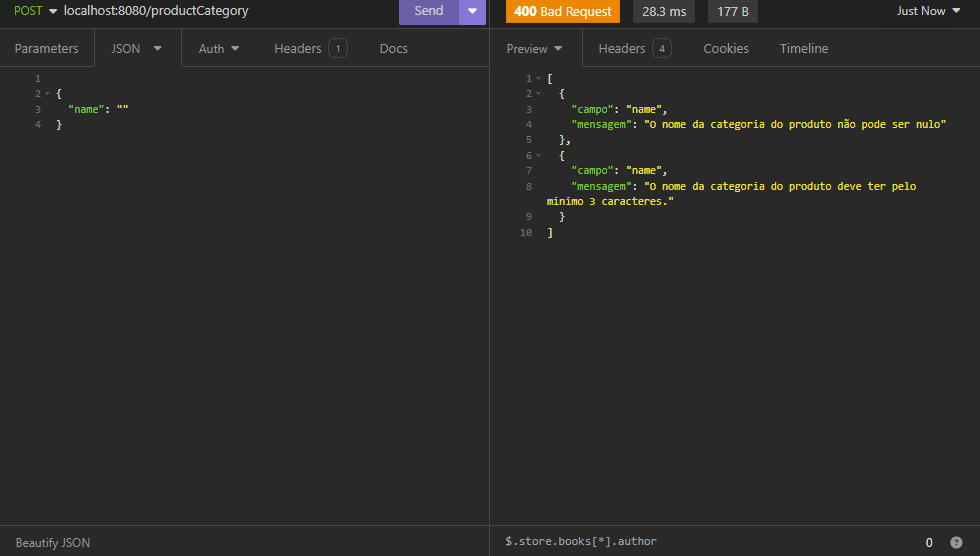 POST localhost:8080/productCategory Send
400 Bad Request 28.3 ms 177 B Just Now
Parameters JSON Auth Headers 1 Docs
Preview Headers 4 Cookies Timeline
1
2 {
3 "name": ""
4 }
1 [
2 {
3 "campo": "name",
4 "mensagem": "O nome da categoria do produto não pode ser nulo"
5 },
6 {
7 "campo": "name",
8 "mensagem": "O nome da categoria do produto deve ter pelo
minimo 3 caracteres."
9 }
10 ]
Beautify JSON
$.store.books[*].author 0 ?